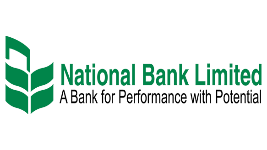 National Bank Limited
A Bank for Performance with Potential